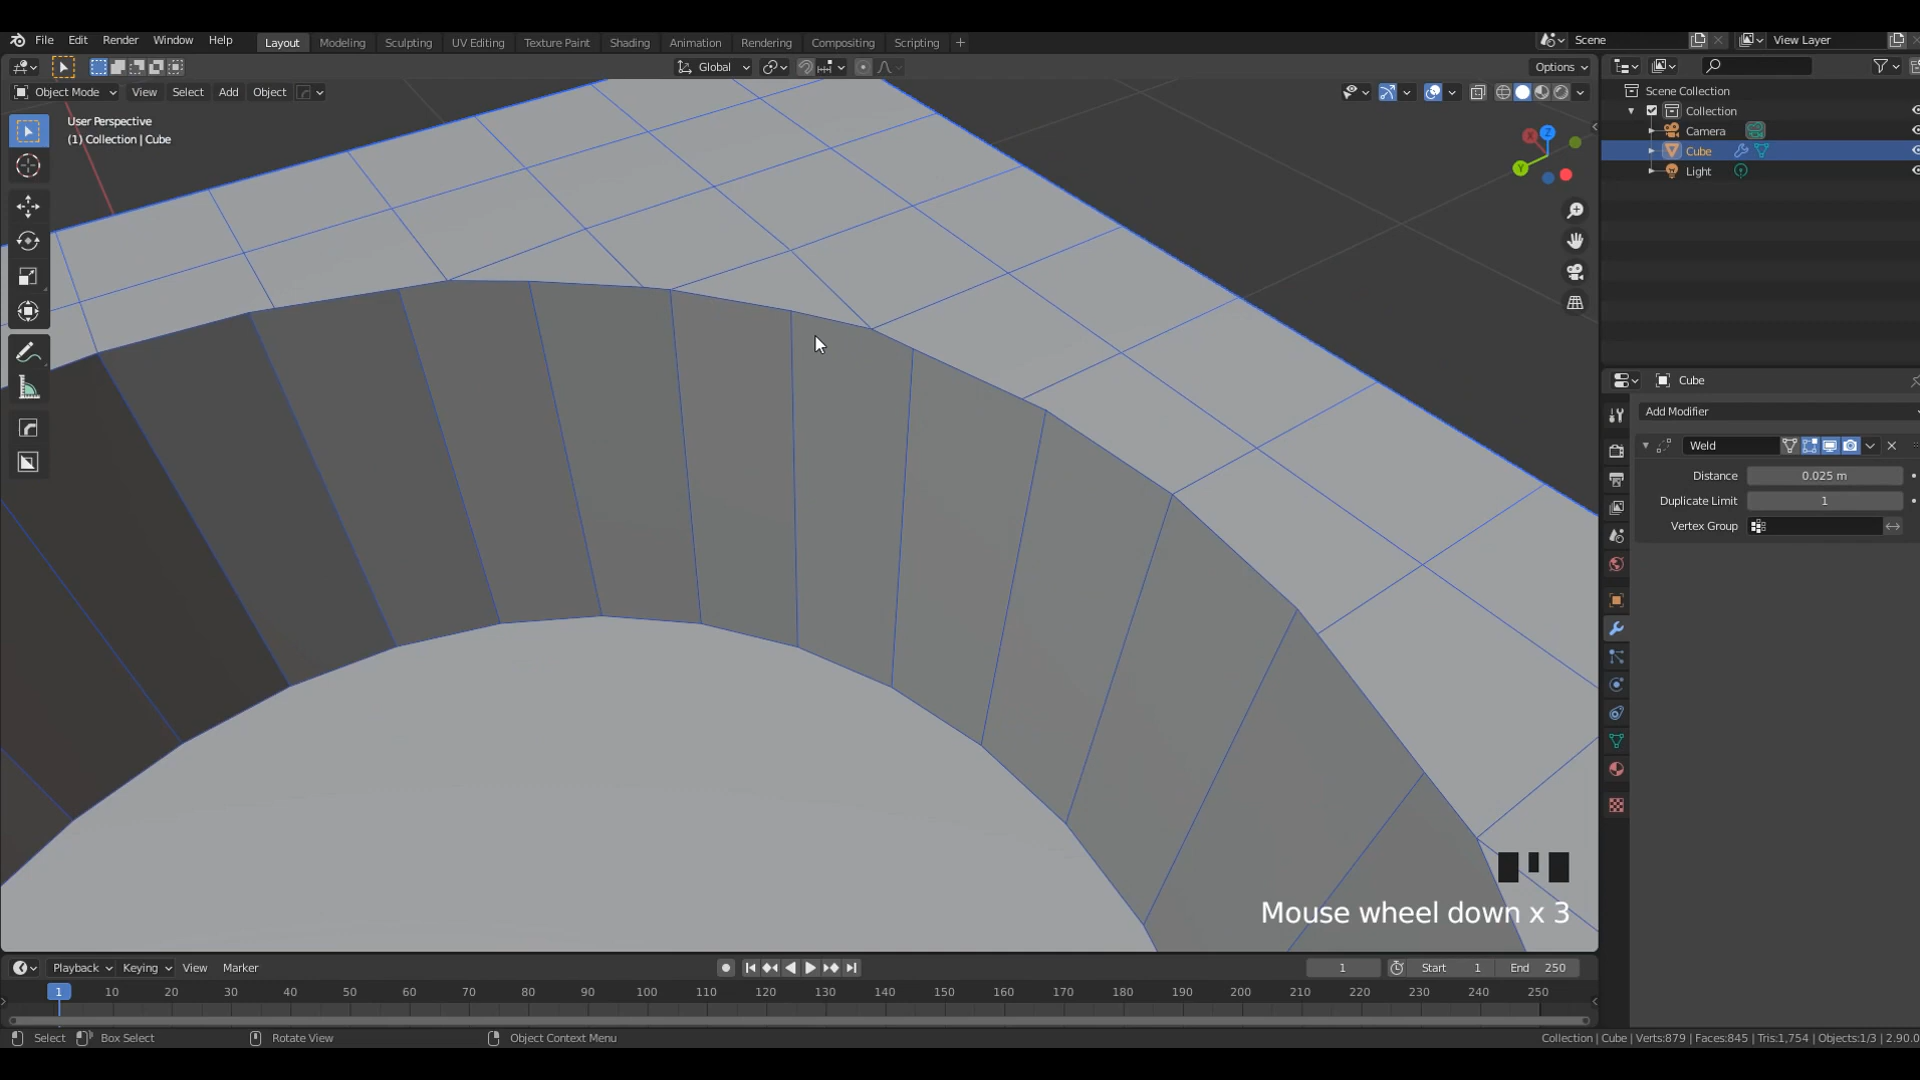 File Edit Render Window Help Layout Modeling Sculpting UV Editing Texture Paint Shading Animation Rendering Compositing Scripting + Scene View Layer
Global Options
Object Mode View Select Add Object
User Perspective
(1) Collection | Cube
X
Z
Y
Scene Collection
Collection
Camera
Cube
Light
Cube
Add Modifier
Weld
Distance 0.025 m
Duplicate Limit 1
Vertex Group
Mouse wheel down x 3
Playback Keying View Marker 1 Start 1 End 250
1 10 20 30 40 50 60 70 80 90 100 110 120 130 140 150 160 170 180 190 200 210 220 230 240 250
Select Box Select Rotate View Object Context Menu Collection | Cube | Verts:879 | Faces:845 | Tris:1,754 | Objects:1/3 | 2.90.0